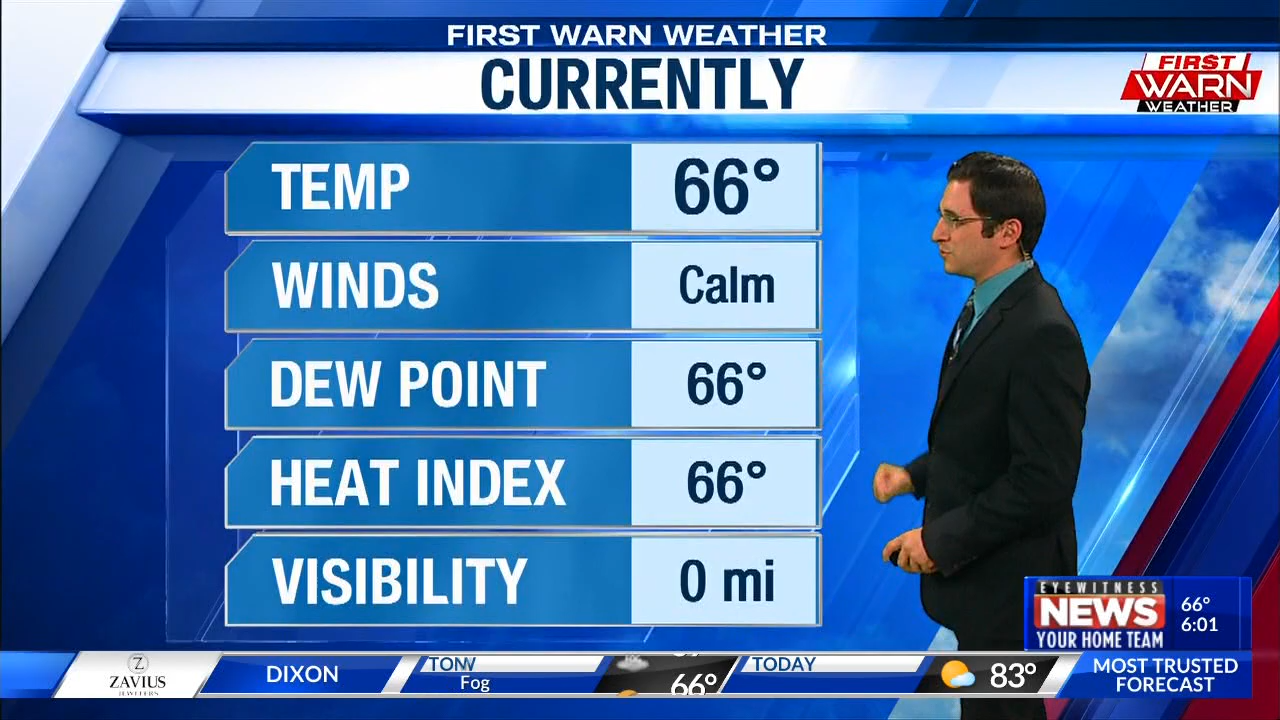 FIRST WARN WEATHER
CURRENTLY
FIRST
WARN
WEATHER
TEMP 66°
WINDS Calm
DEW POINT 66°
HEAT INDEX 66°
VISIBILITY 0 mi
EYEWITNESS
NEWS
YOUR HOME TEAM
66°
6:01
Z
ZAVIUS
JEWELERS
DIXON
Fog
66°
TODAY
83°
MOST TRUSTED
FORECAST